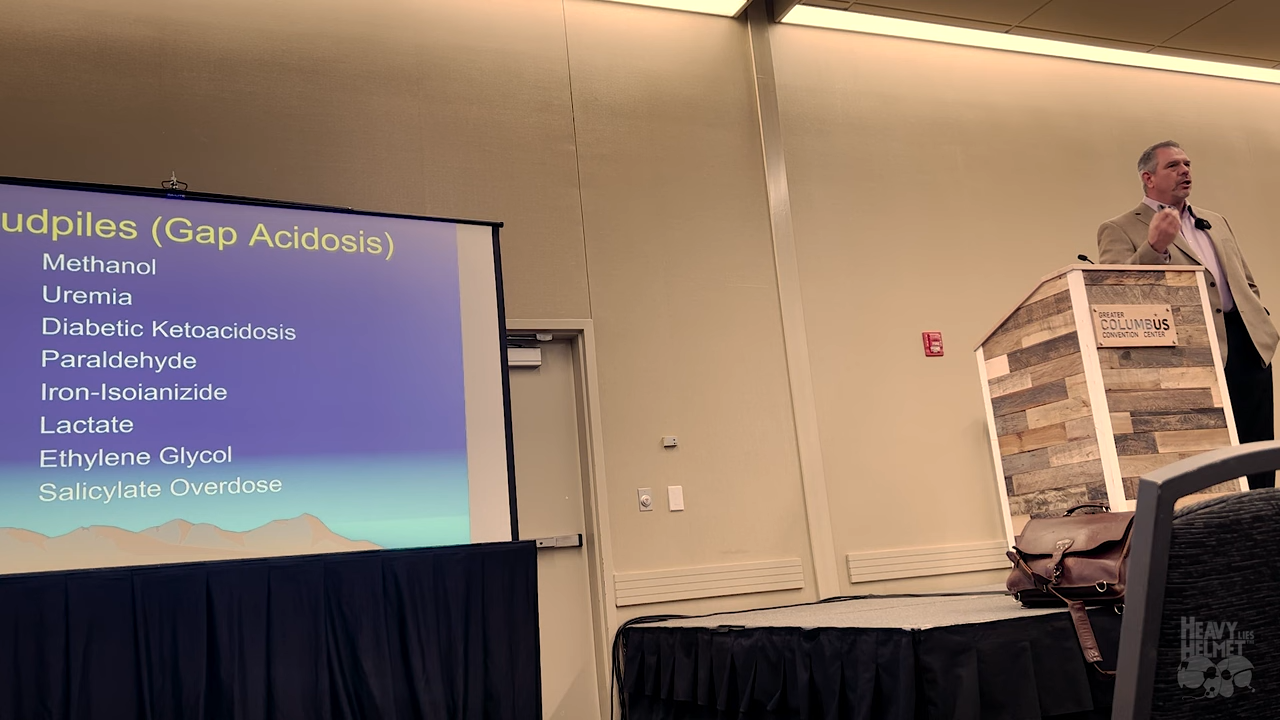 udpiles (Gap Acidosis)
Methanol
Uremia
Diabetic Ketoacidosis
Paraldehyde
Iron-Isoianizide
Lactate
Ethylene Glycol
Salicylate Overdose
GREATER
COLUMBUS
CONVENTION CENTER
HEAVY LIES
HELMET